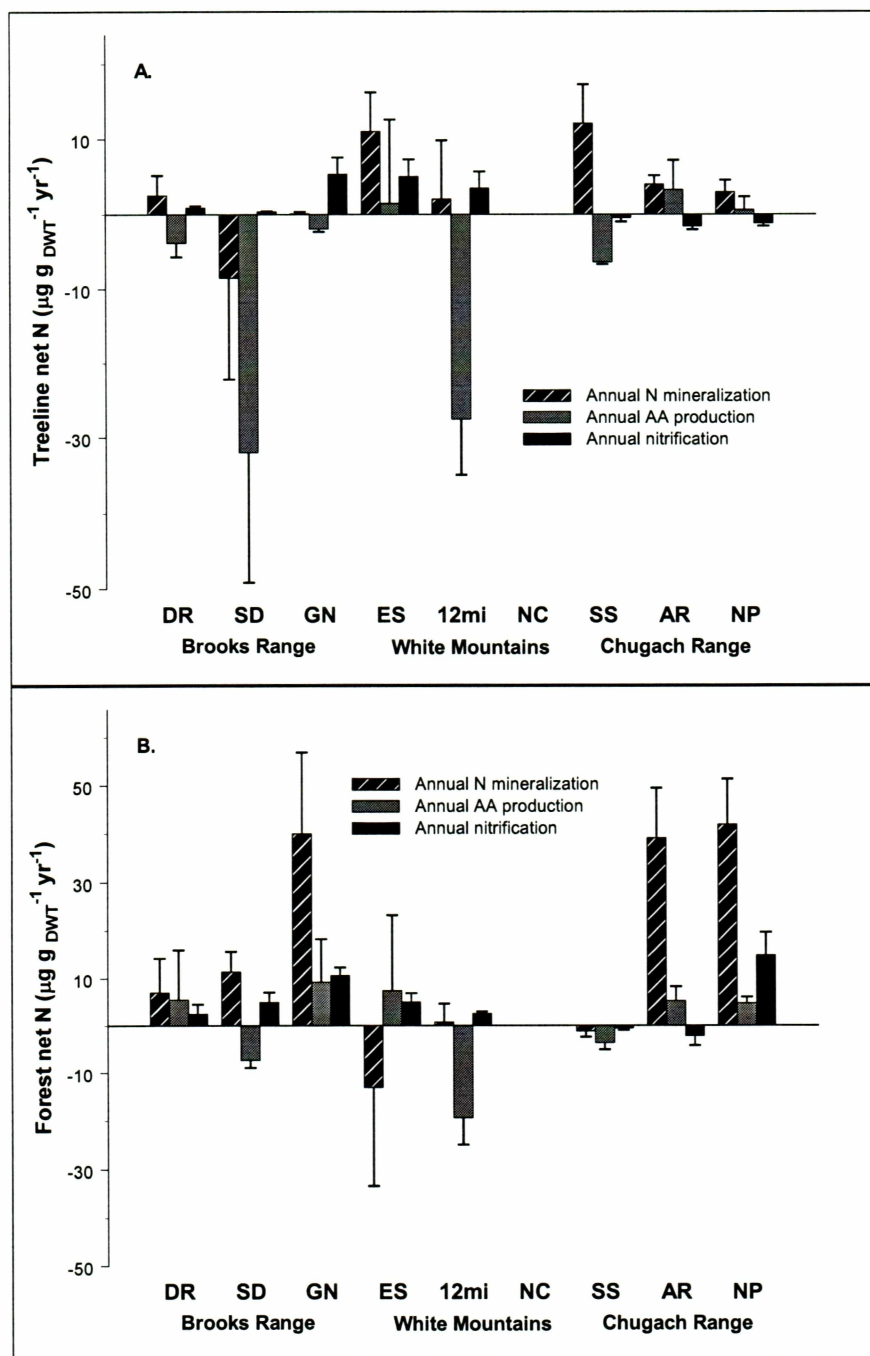 A.
Treeline net N (µg g DWT⁻¹ yr⁻¹)
10
-10
-30
-50
Annual N mineralization
Annual AA production
Annual nitrification
DR SD GN ES 12mi NC SS AR NP
Brooks Range White Mountains Chugach Range
B.
Forest net N (µg g DWT⁻¹ yr⁻¹)
50
30
10
-10
-30
-50
Annual N mineralization
Annual AA production
Annual nitrification
DR SD GN ES 12mi NC SS AR NP
Brooks Range White Mountains Chugach Range